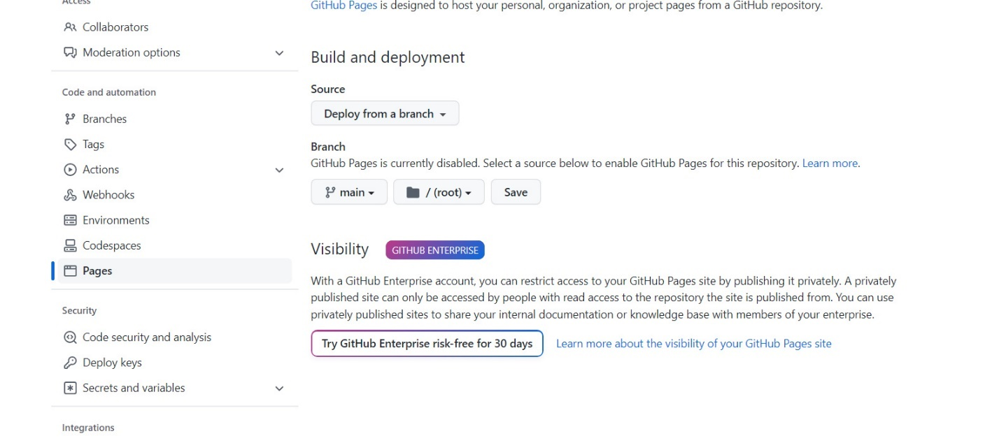 Access
Collaborators
Moderation options
Code and automation
Branches
Tags
Actions
Webhooks
Environments
Codespaces
Pages
Security
Code security and analysis
Deploy keys
Secrets and variables
Integrations
GitHub Pages is designed to host your personal, organization, or project pages from a GitHub repository.
Build and deployment
Source
Deploy from a branch
Branch
GitHub Pages is currently disabled. Select a source below to enable GitHub Pages for this repository. Learn more.
main / (root) Save
Visibility GITHUB ENTERPRISE
With a GitHub Enterprise account, you can restrict access to your GitHub Pages site by publishing it privately. A privately
published site can only be accessed by people with read access to the repository the site is published from. You can use
privately published sites to share your internal documentation or knowledge base with members of your enterprise.
Try GitHub Enterprise risk-free for 30 days Learn more about the visibility of your GitHub Pages site